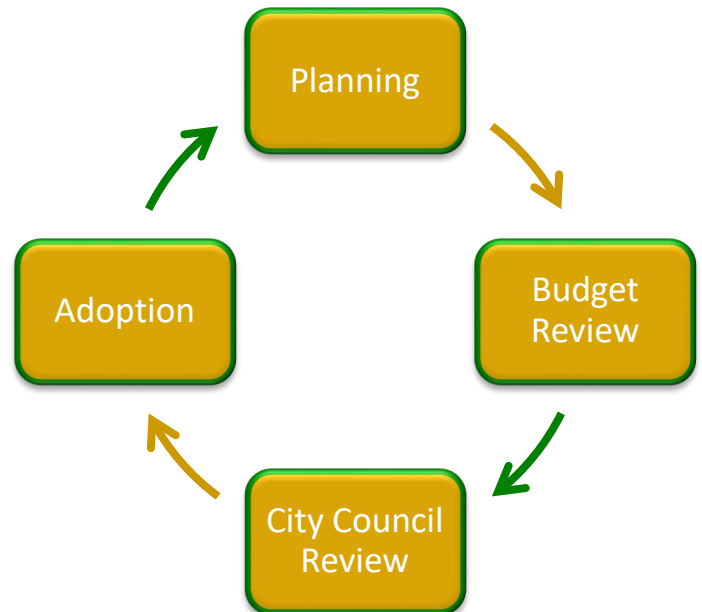 Planning
Budget
Review
City Council
Review
Adoption